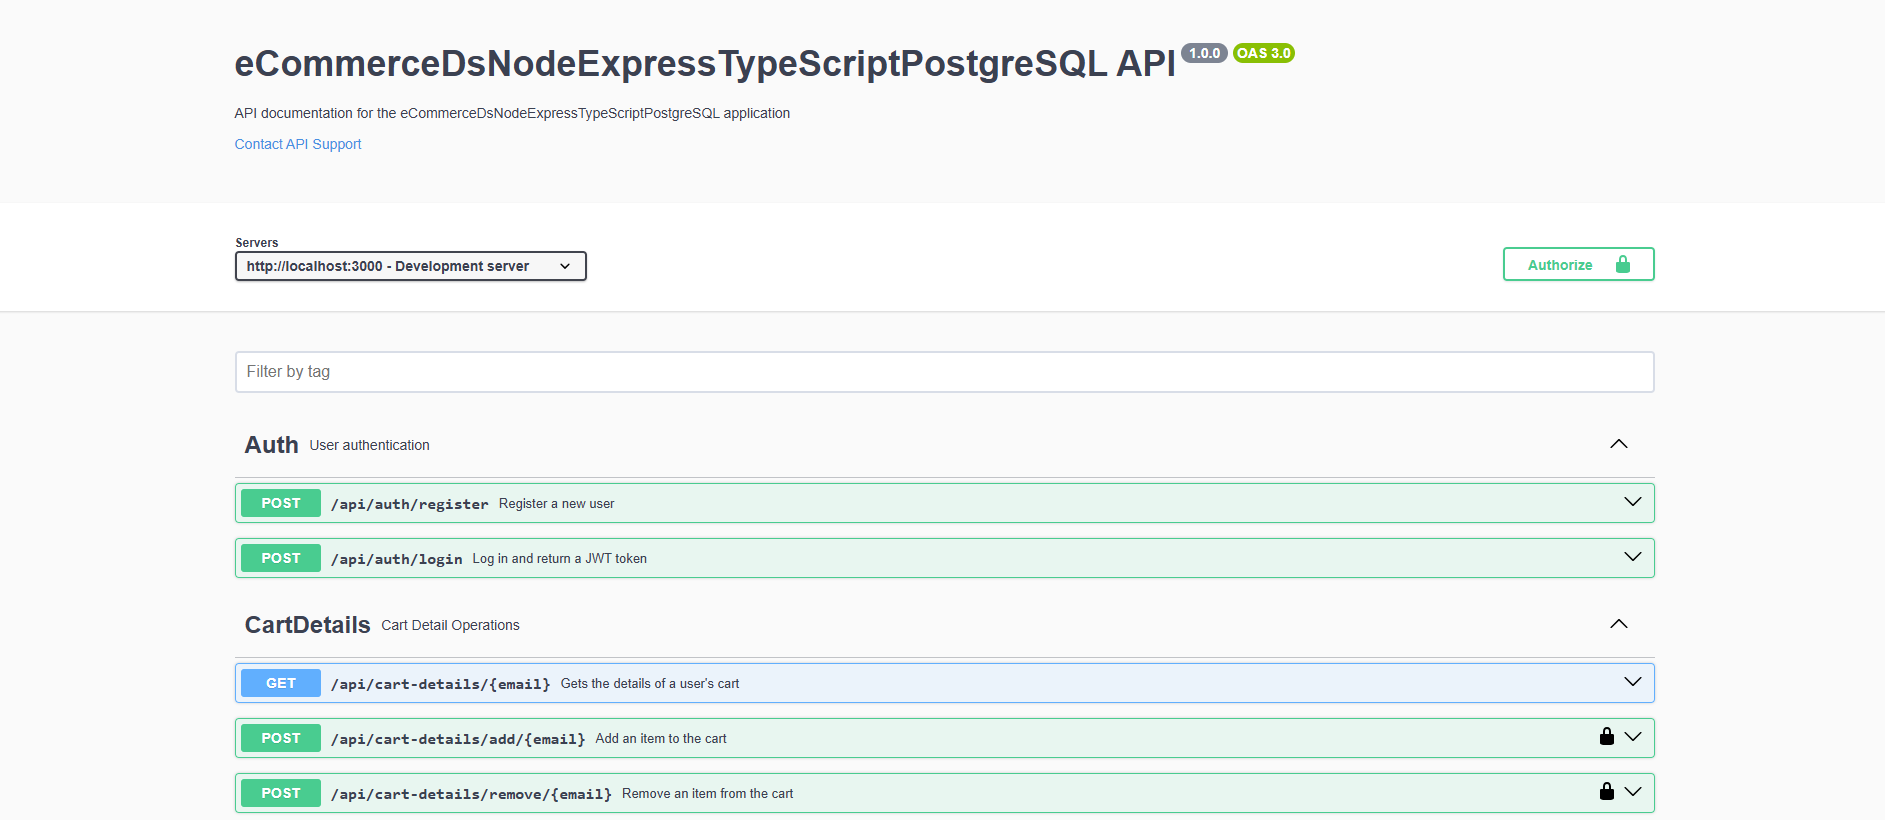 eCommerceDsNodeExpressTypeScriptPostgreSQL API 1.0.0 OAS 3.0
API documentation for the eCommerceDsNodeExpressTypeScriptPostgreSQL application
Contact API Support
Servers
http://localhost:3000 - Development server
Authorize
Filter by tag
Auth User authentication
POST /api/auth/register Register a new user
POST /api/auth/login Log in and return a JWT token
CartDetails Cart Detail Operations
GET /api/cart-details/{email} Gets the details of a user's cart
POST /api/cart-details/add/{email} Add an item to the cart
POST /api/cart-details/remove/{email} Remove an item from the cart